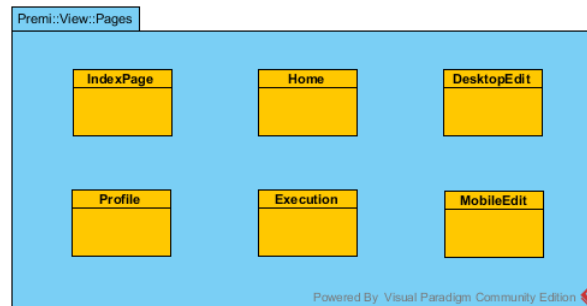 Premi::View::Pages
IndexPage
Home
DesktopEdit
Profile
Execution
MobileEdit
Powered By Visual Paradigm Community Edition